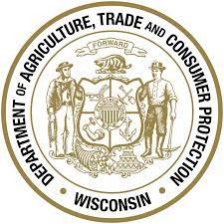 DEPARTMENT OF AGRICULTURE, TRADE AND CONSUMER PROTECTION
FORWARD
• WISCONSIN •